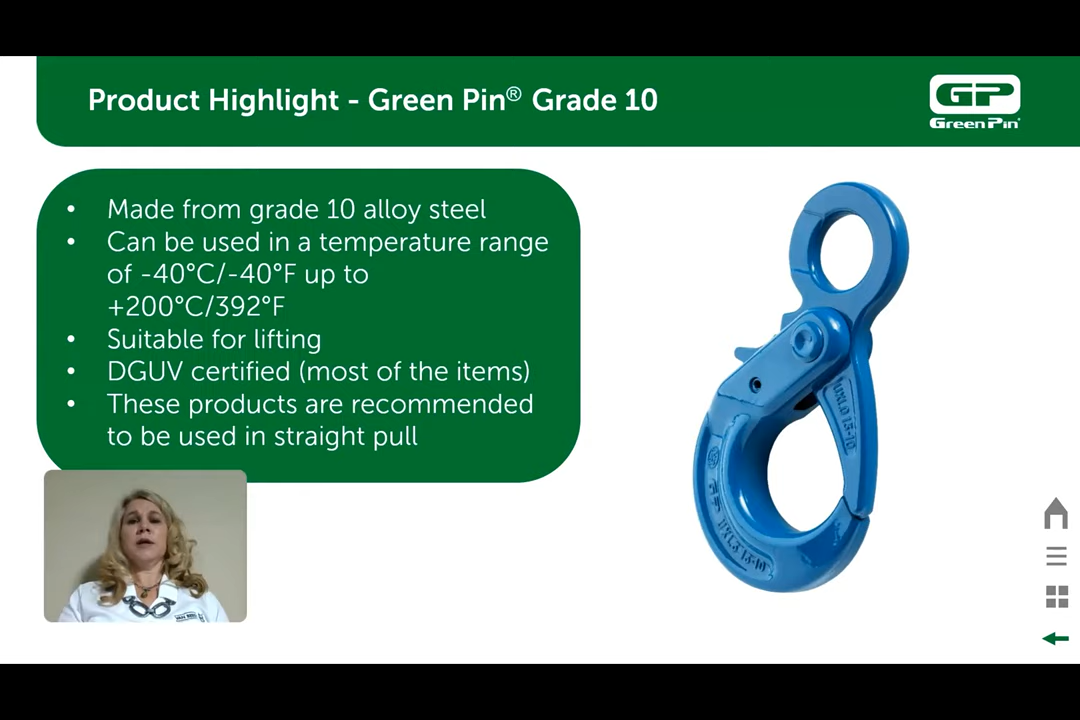 Product Highlight - Green Pin® Grade 10
GP
Green Pin®
• Made from grade 10 alloy steel
• Can be used in a temperature range
of -40°C/-40°F up to
+200°C/392°F
• Suitable for lifting
• DGUV certified (most of the items)
• These products are recommended
to be used in straight pull